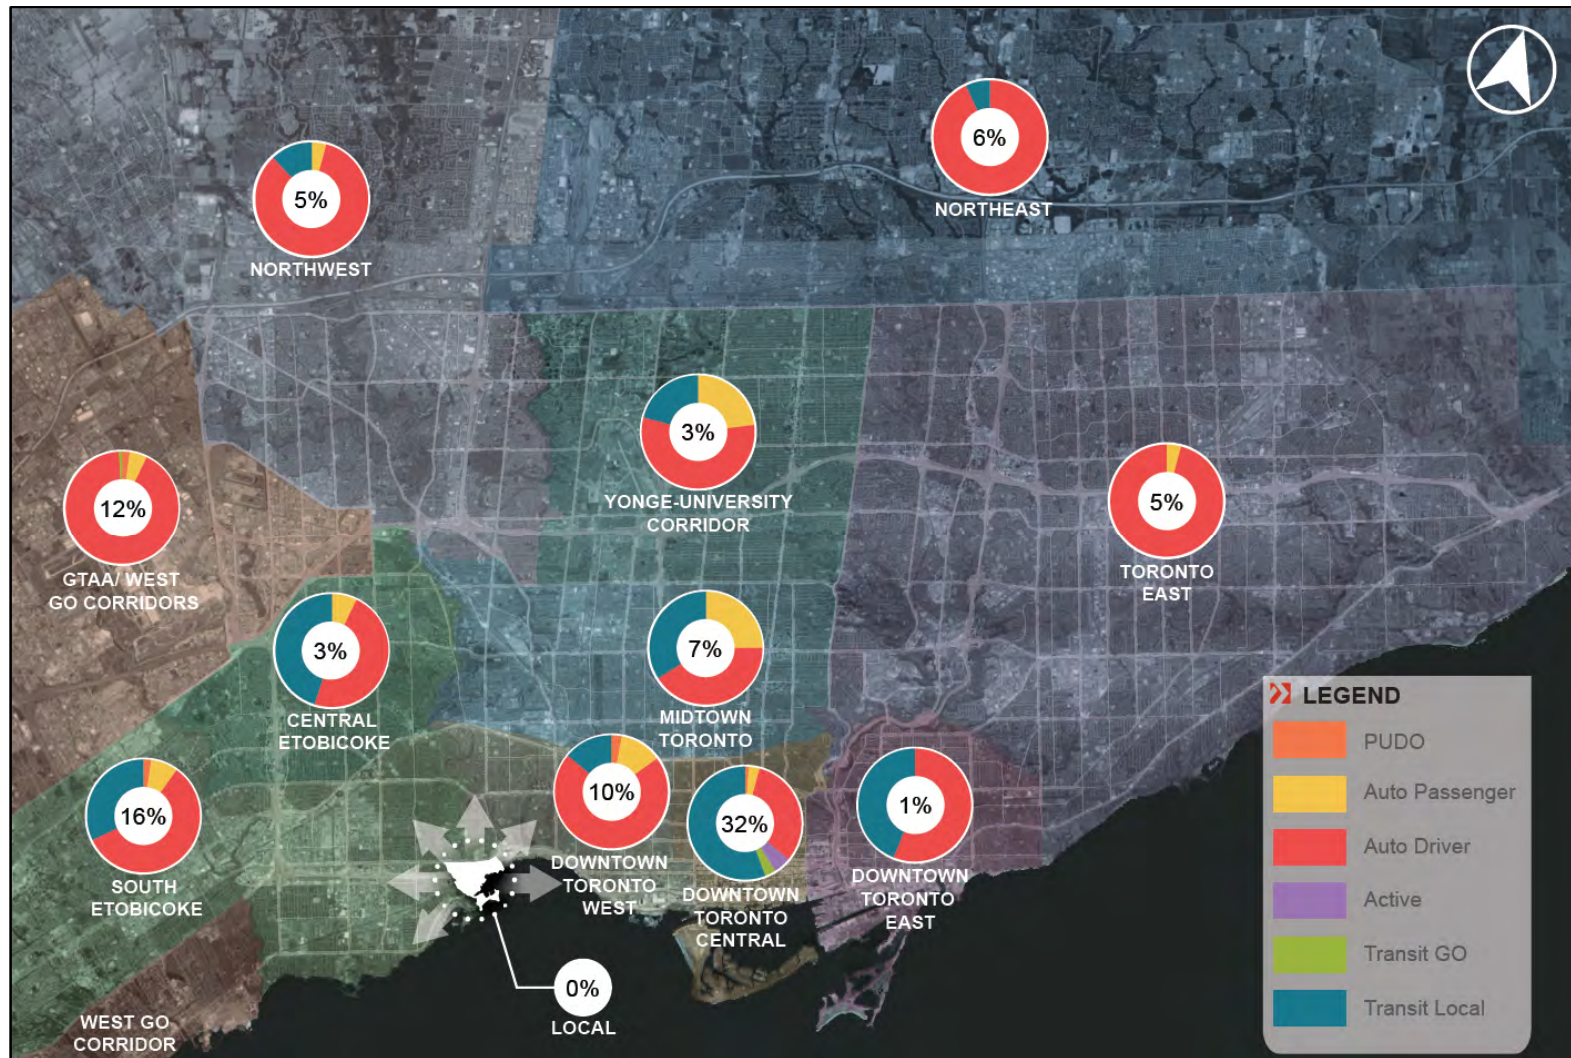 6%
NORTHEAST
5%
NORTHWEST
3%
YONGE-UNIVERSITY
CORRIDOR
12%
GTAA/ WEST
GO CORRIDORS
5%
TORONTO
EAST
3%
CENTRAL
ETOBICOKE
7%
MIDTOWN
TORONTO
16%
SOUTH
ETOBICOKE
10%
DOWNTOWN
TORONTO
WEST
32%
DOWNTOWN
TORONTO
CENTRAL
1%
DOWNTOWN
TORONTO
EAST
0%
LOCAL
WEST GO
CORRIDOR
LEGEND
PUDO
Auto Passenger
Auto Driver
Active
Transit GO
Transit Local